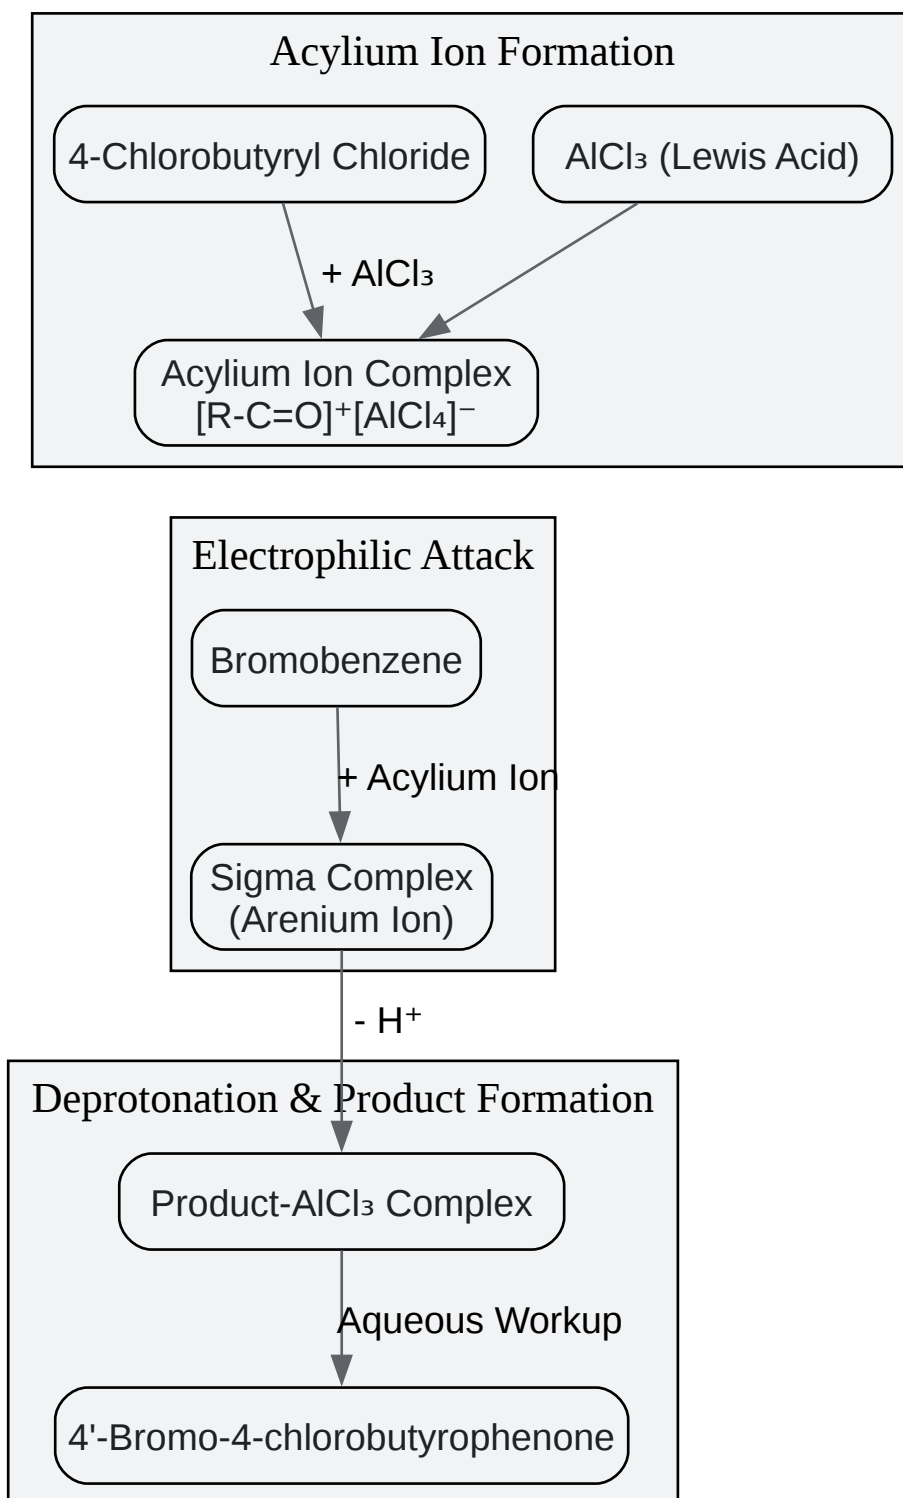 Acylium Ion Formation
4-Chlorobutyryl Chloride
AlCl₃ (Lewis Acid)
+ AlCl₃
Acylium Ion Complex
[R-C=O]⁺[AlCl₄]⁻
Electrophilic Attack
Bromobenzene
+ Acylium Ion
Sigma Complex
(Arenium Ion)
- H⁺
Deprotonation & Product Formation
Product-AlCl₃ Complex
Aqueous Workup
4'-Bromo-4-chlorobutyrophenone